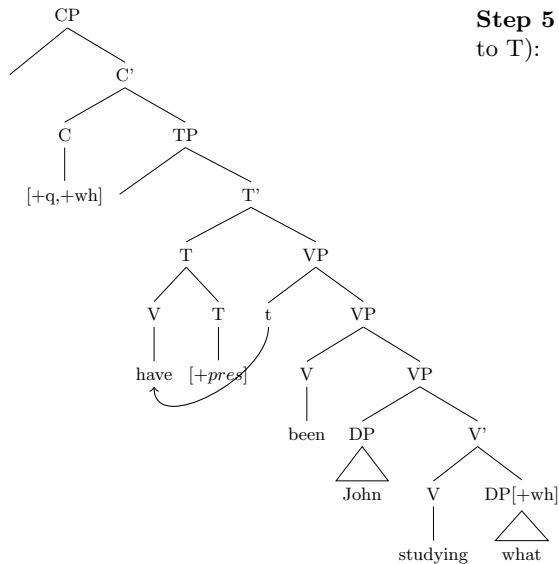 CP
Step 5
to T):
C'
C TP
[+q,+wh]
T'
T VP
V T t VP
have [+pres]
V VP
been DP V'
John V DP[+wh]
studying what